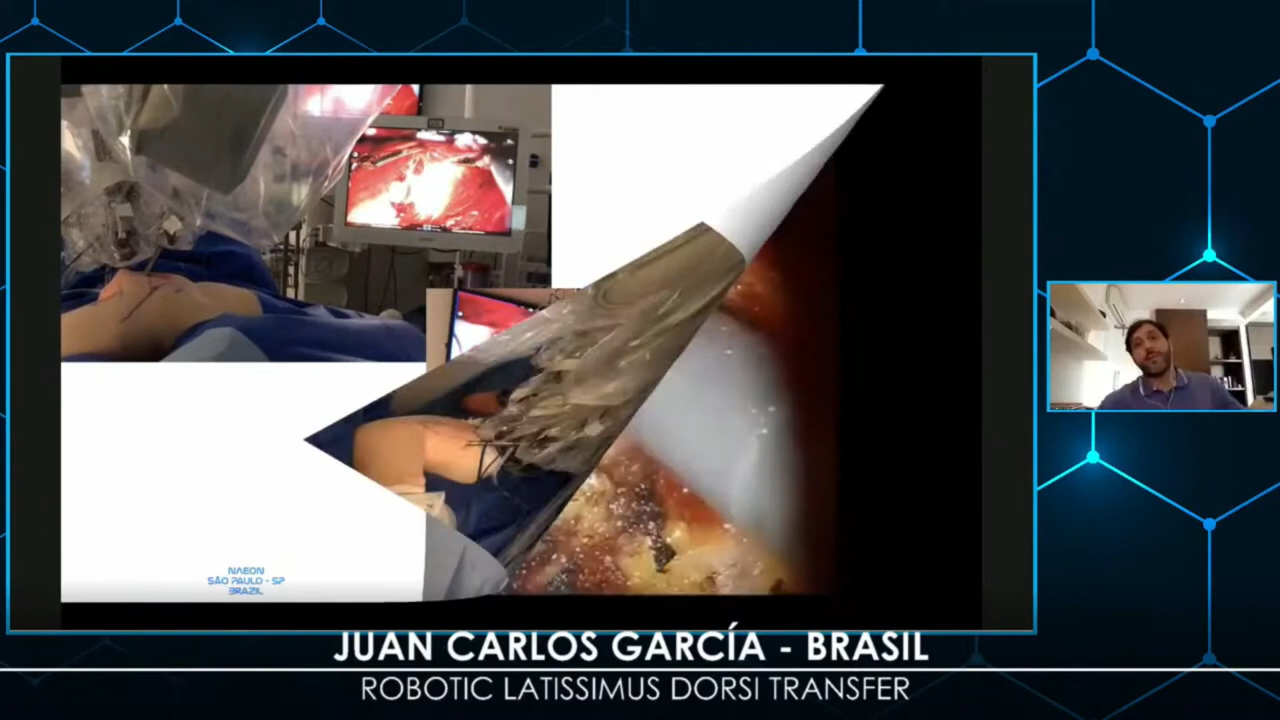 NAEON
SÃO PAULO - SP
BRAZIL
JUAN CARLOS GARCÍA - BRASIL
ROBOTIC LATISSIMUS DORSI TRANSFER